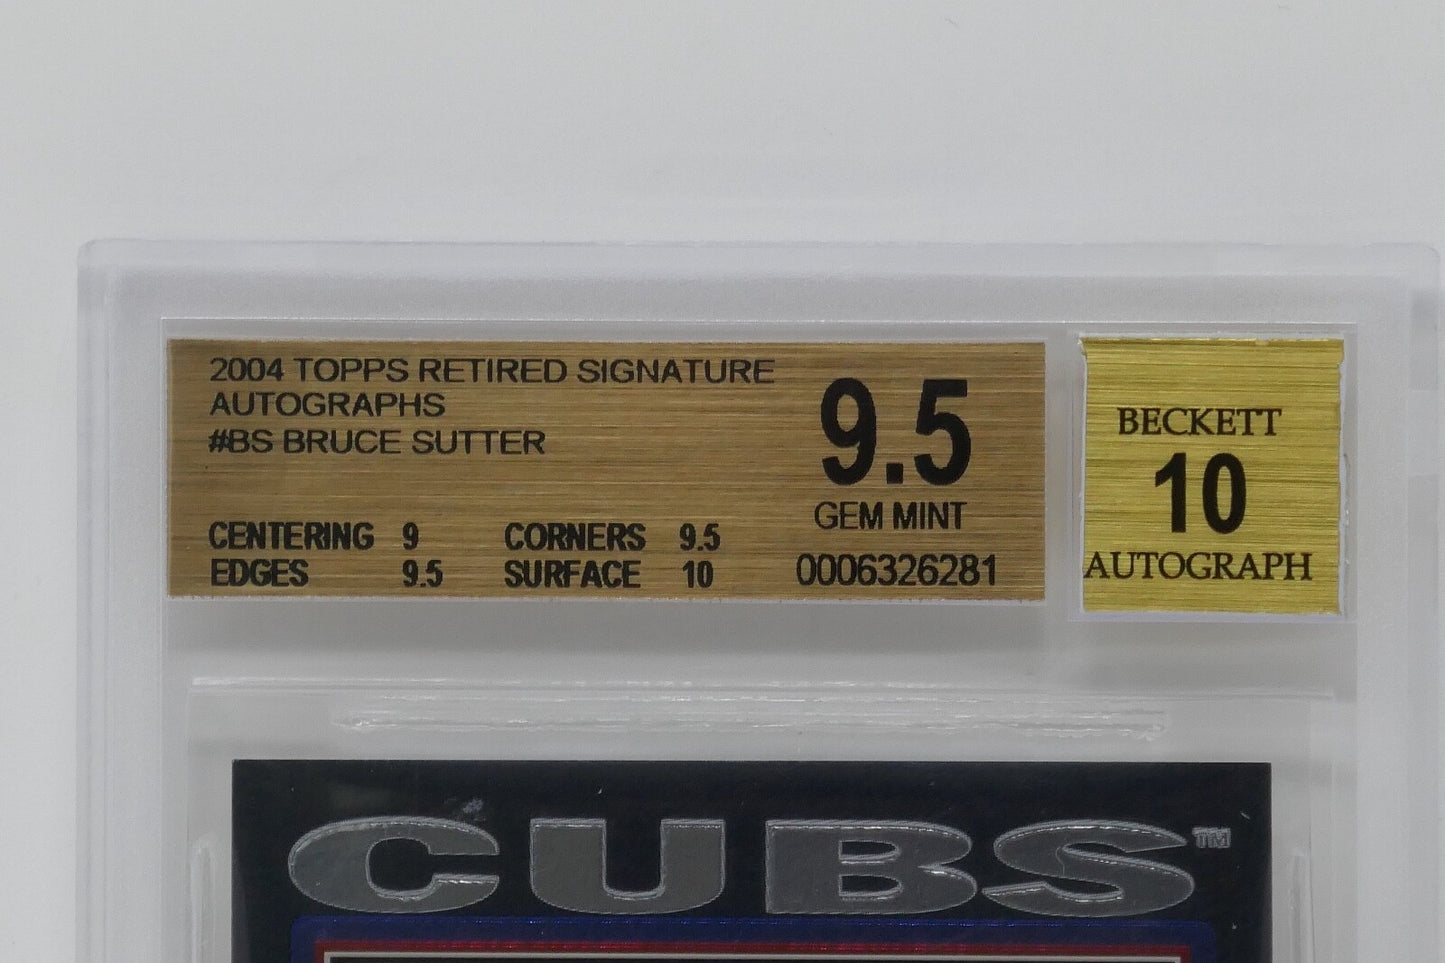 2004 TOPPS RETIRED SIGNATURE
AUTOGRAPHS
#BS BRUCE SUTTER
9.5
GEM MINT
CENTERING 9 CORNERS 9.5
EDGES 9.5 SURFACE 10
0006326281
BECKETT
10
AUTOGRAPH
CUBS™